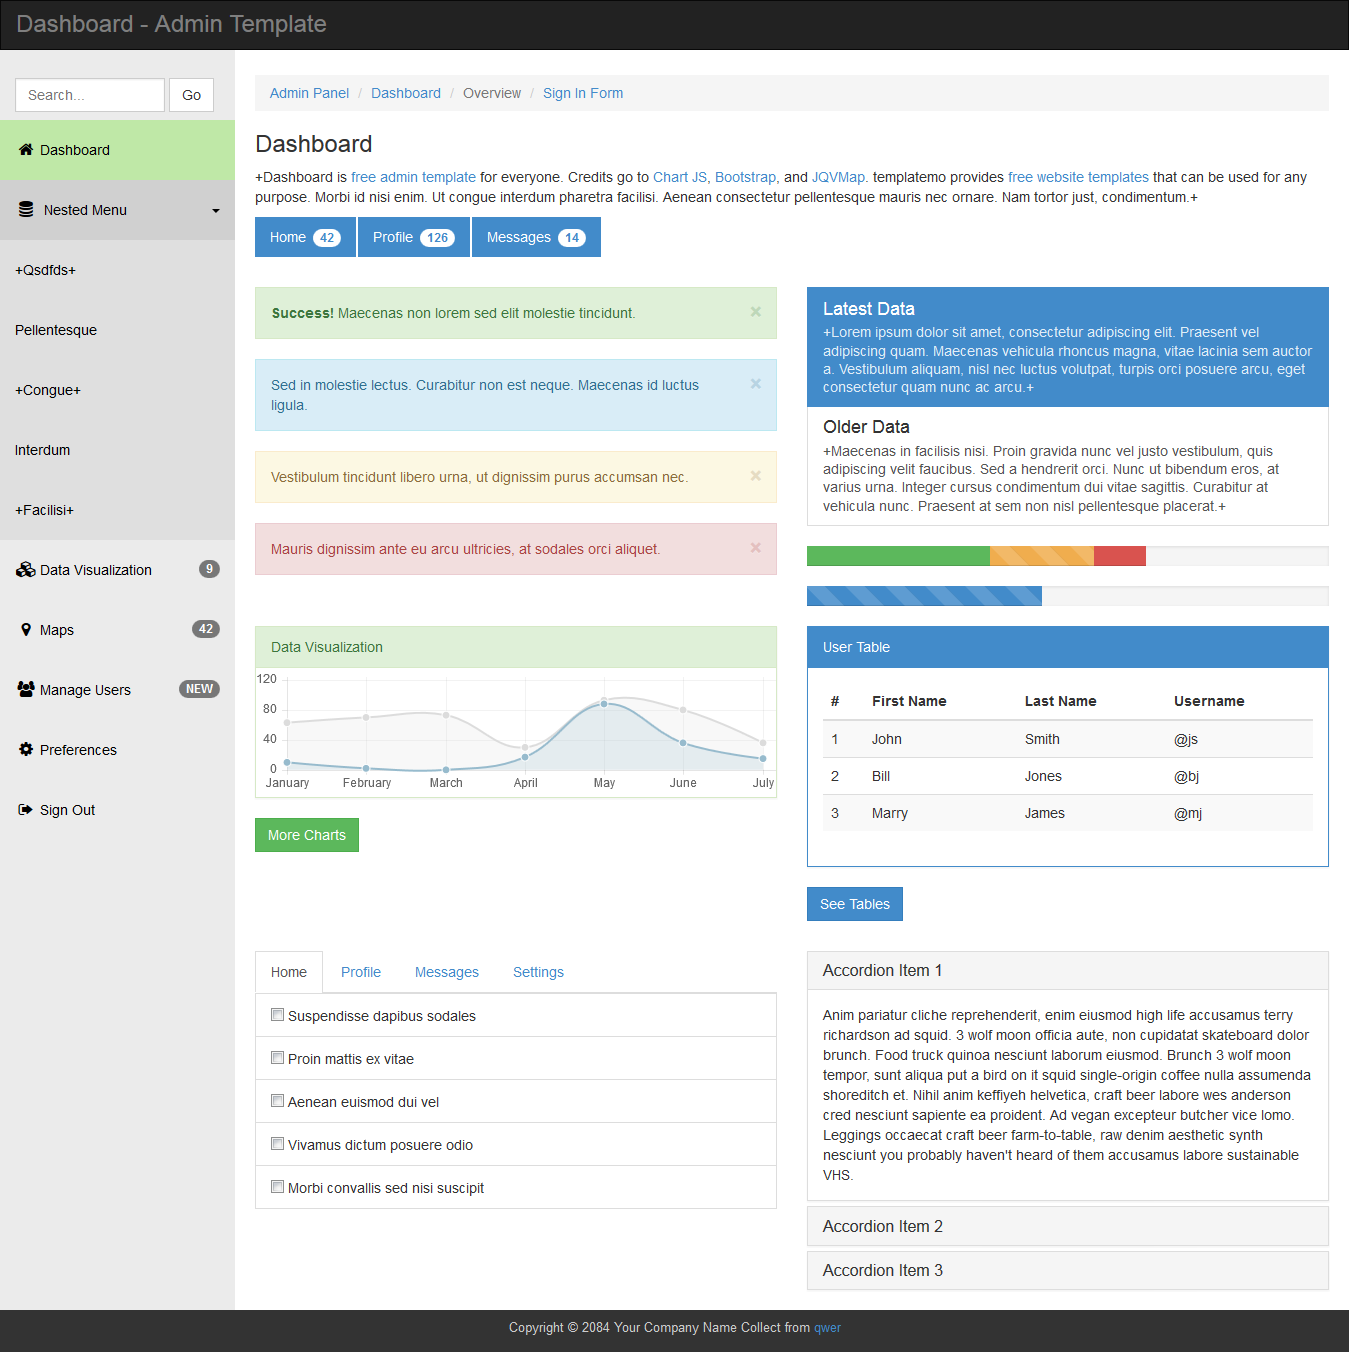 Dashboard - Admin Template
Search...
Go
Dashboard
Nested Menu
+Qsdfds+
Pellentesque
+Congue+
Interdum
+Facilisi+
Data Visualization 9
Maps 42
Manage Users NEW
Preferences
Sign Out
Admin Panel / Dashboard / Overview / Sign In Form
Dashboard
+Dashboard is free admin template for everyone. Credits go to Chart JS, Bootstrap, and JQVMap. templatemo provides free website templates that can be used for any
purpose. Morbi id nisi enim. Ut congue interdum pharetra facilisi. Aenean consectetur pellentesque mauris nec ornare. Nam tortor just, condimentum.+
Home 42 Profile 126 Messages 14
Success! Maecenas non lorem sed elit molestie tincidunt. ×
Sed in molestie lectus. Curabitur non est neque. Maecenas id luctus ×
ligula.
Vestibulum tincidunt libero urna, ut dignissim purus accumsan nec. ×
Mauris dignissim ante eu arcu ultricies, at sodales orci aliquet. ×
Latest Data
+Lorem ipsum dolor sit amet, consectetur adipiscing elit. Praesent vel
adipiscing quam. Maecenas vehicula rhoncus magna, vitae lacinia sem auctor
a. Vestibulum aliquam, nisl nec luctus volutpat, turpis orci posuere arcu, eget
consectetur quam nunc ac arcu.+
Older Data
+Maecenas in facilisis nisi. Proin gravida nunc vel justo vestibulum, quis
adipiscing velit faucibus. Sed a hendrerit orci. Nunc ut bibendum eros, at
varius urna. Integer cursus condimentum dui vitae sagittis. Curabitur at
vehicula nunc. Praesent at sem non nisl pellentesque placerat.+
Data Visualization
120
80
40
0
January February March April May June July
More Charts
User Table
# First Name Last Name Username
1 John Smith @js
2 Bill Jones @bj
3 Marry James @mj
See Tables
Home Profile Messages Settings
Suspendisse dapibus sodales
Proin mattis ex vitae
Aenean euismod dui vel
Vivamus dictum posuere odio
Morbi convallis sed nisi suscipit
Accordion Item 1
Anim pariatur cliche reprehenderit, enim eiusmod high life accusamus terry
richardson ad squid. 3 wolf moon officia aute, non cupidatat skateboard dolor
brunch. Food truck quinoa nesciunt laborum eiusmod. Brunch 3 wolf moon
tempor, sunt aliqua put a bird on it squid single-origin coffee nulla assumenda
shoreditch et. Nihil anim keffiyeh helvetica, craft beer labore wes anderson
cred nesciunt sapiente ea proident. Ad vegan excepteur butcher vice lomo.
Leggings occaecat craft beer farm-to-table, raw denim aesthetic synth
nesciunt you probably haven't heard of them accusamus labore sustainable
VHS.
Accordion Item 2
Accordion Item 3
Copyright © 2084 Your Company Name Collect from qwer